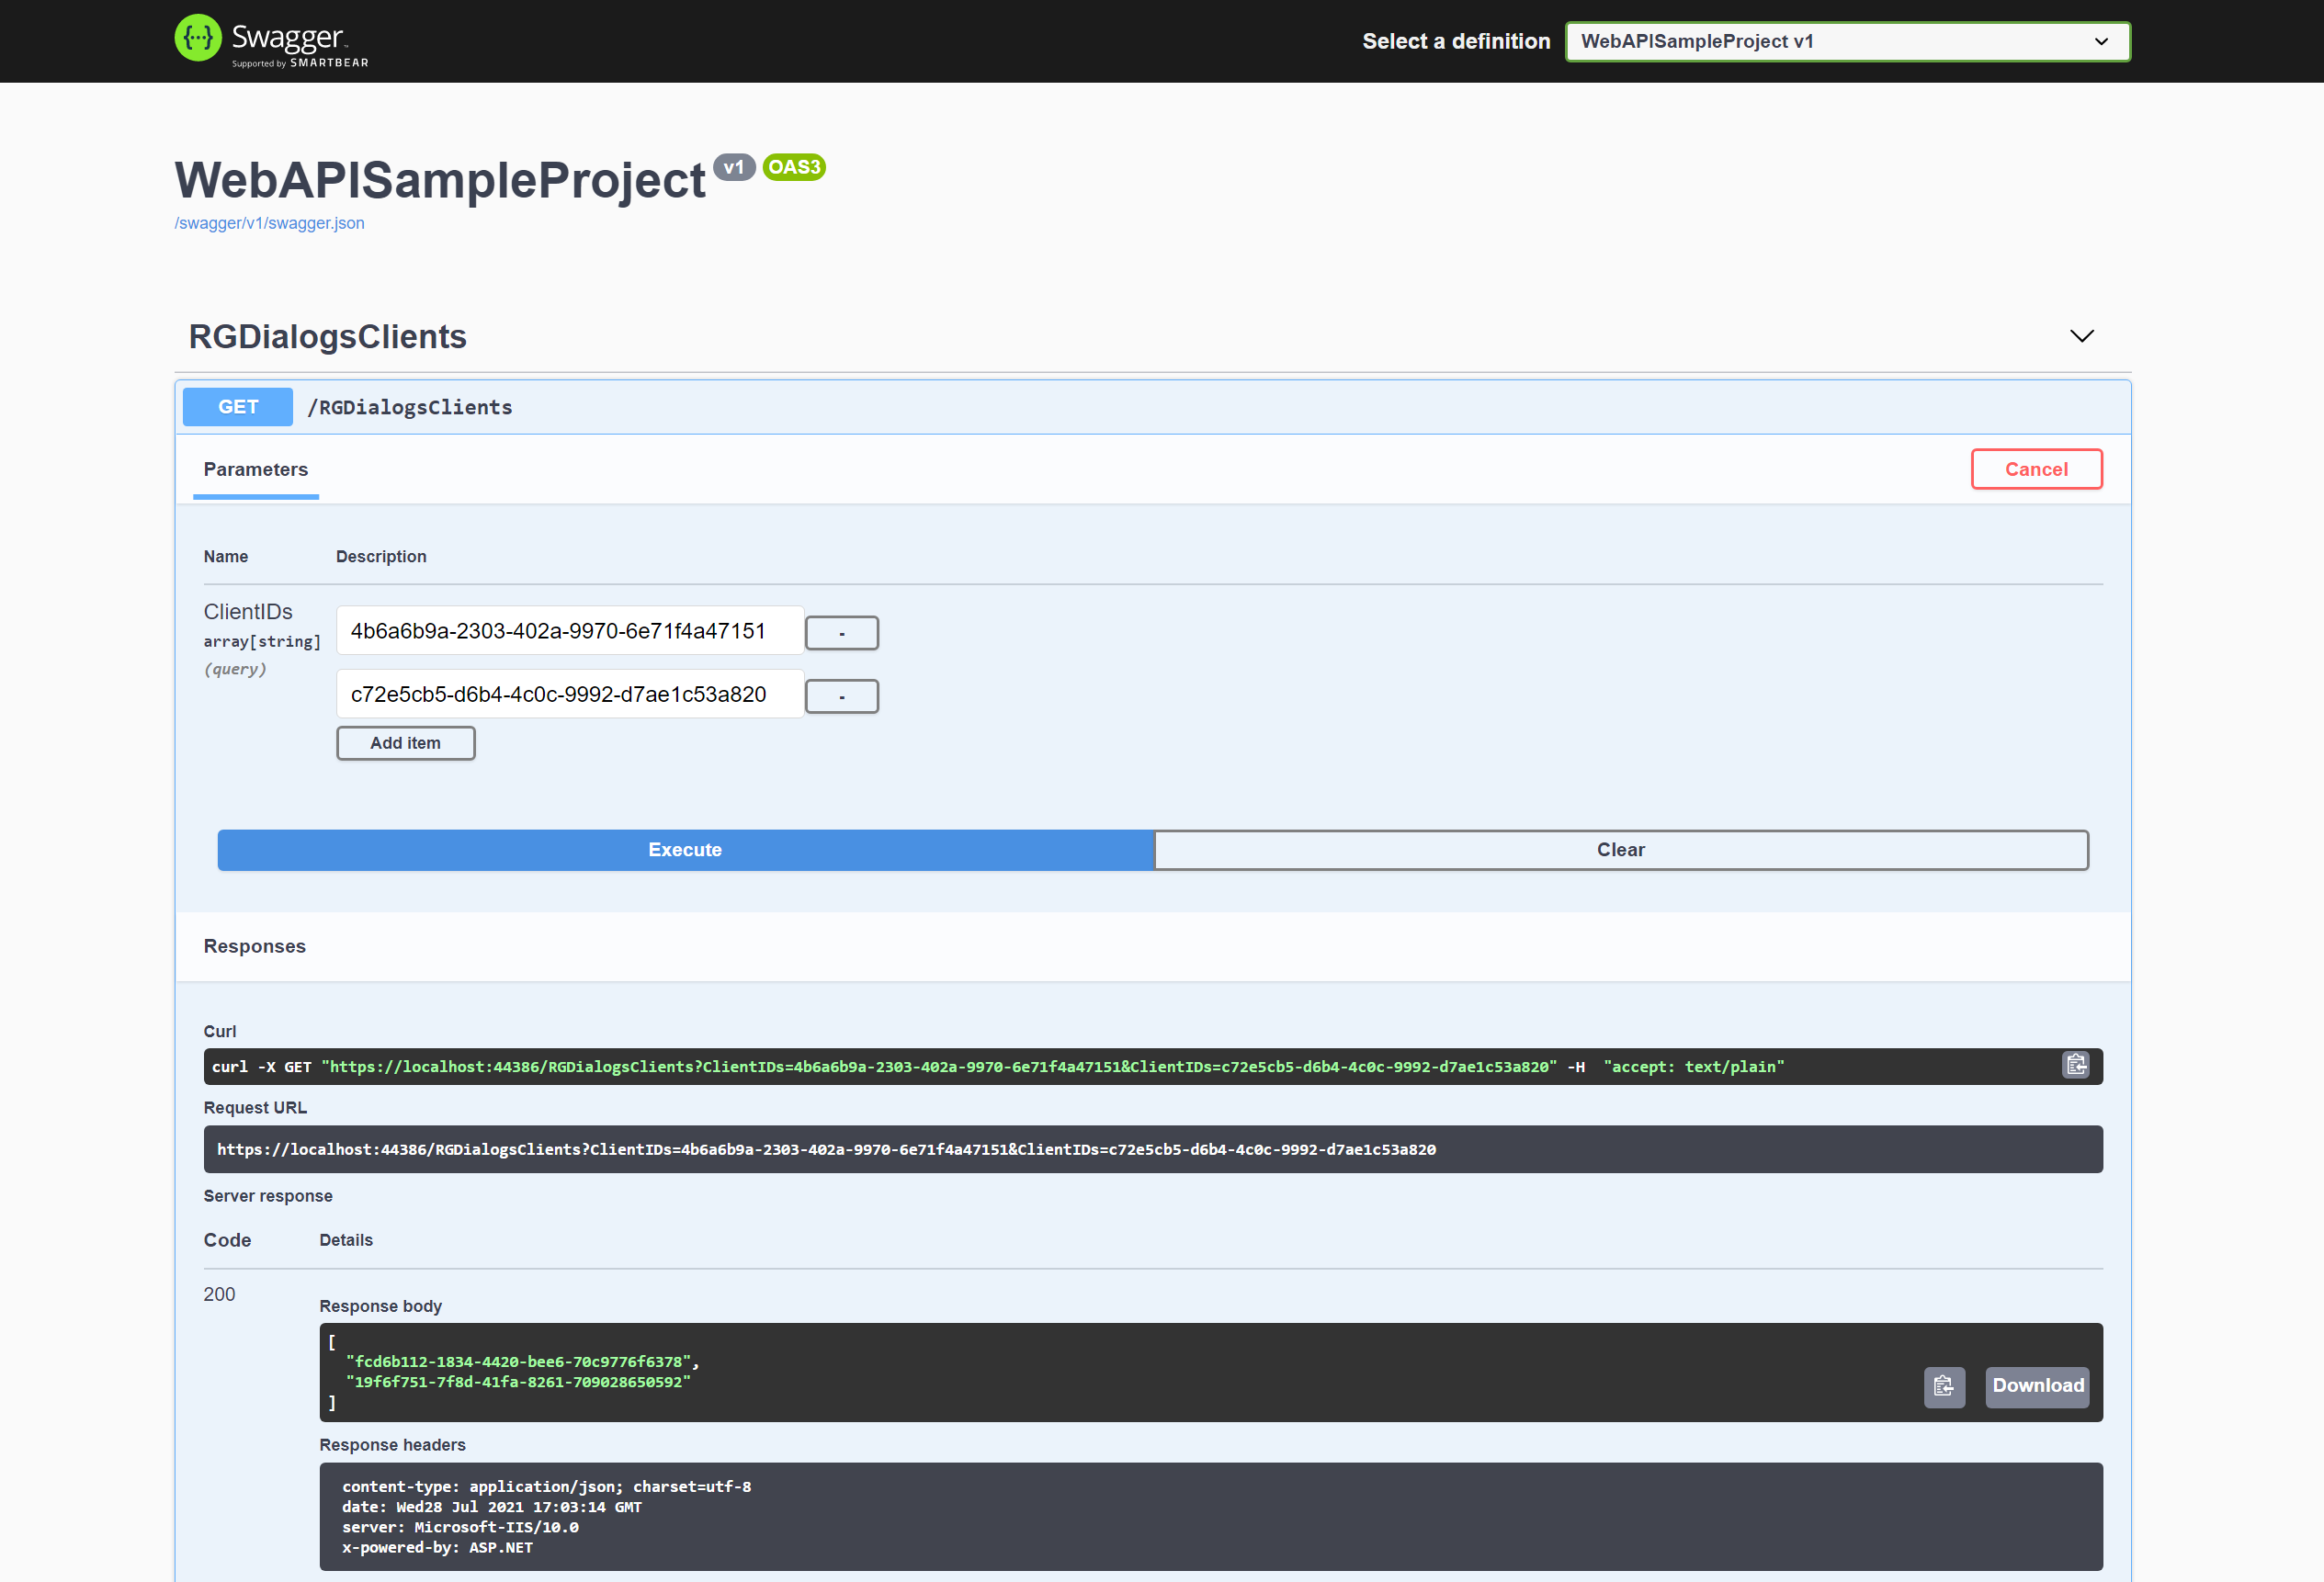 Swagger
Supported by SMARTBEAR
Select a definition
WebAPISampleProject v1
WebAPISampleProject v1 OAS3
/swagger/v1/swagger.json
RGDialogsClients
GET /RGDialogsClients
Parameters
Cancel
Name Description
ClientIDs
array[string]
(query)
4b6a6b9a-2303-402a-9970-6e71f4a47151 -
c72e5cb5-d6b4-4c0c-9992-d7ae1c53a820 -
Add item
Execute Clear
Responses
Curl
curl -X GET "https://localhost:44386/RGDialogsClients?ClientIDs=4b6a6b9a-2303-402a-9970-6e71f4a47151&ClientIDs=c72e5cb5-d6b4-4c0c-9992-d7ae1c53a820" -H  "accept: text/plain"
Request URL
https://localhost:44386/RGDialogsClients?ClientIDs=4b6a6b9a-2303-402a-9970-6e71f4a47151&ClientIDs=c72e5cb5-d6b4-4c0c-9992-d7ae1c53a820
Server response
Code Details
200
Response body
[
"fcd6b112-1834-4420-bee6-70c9776f6378",
"19f6f751-7f8d-41fa-8261-709028650592"
]
Download
Response headers
content-type: application/json; charset=utf-8
date: Wed28 Jul 2021 17:03:14 GMT
server: Microsoft-IIS/10.0
x-powered-by: ASP.NET